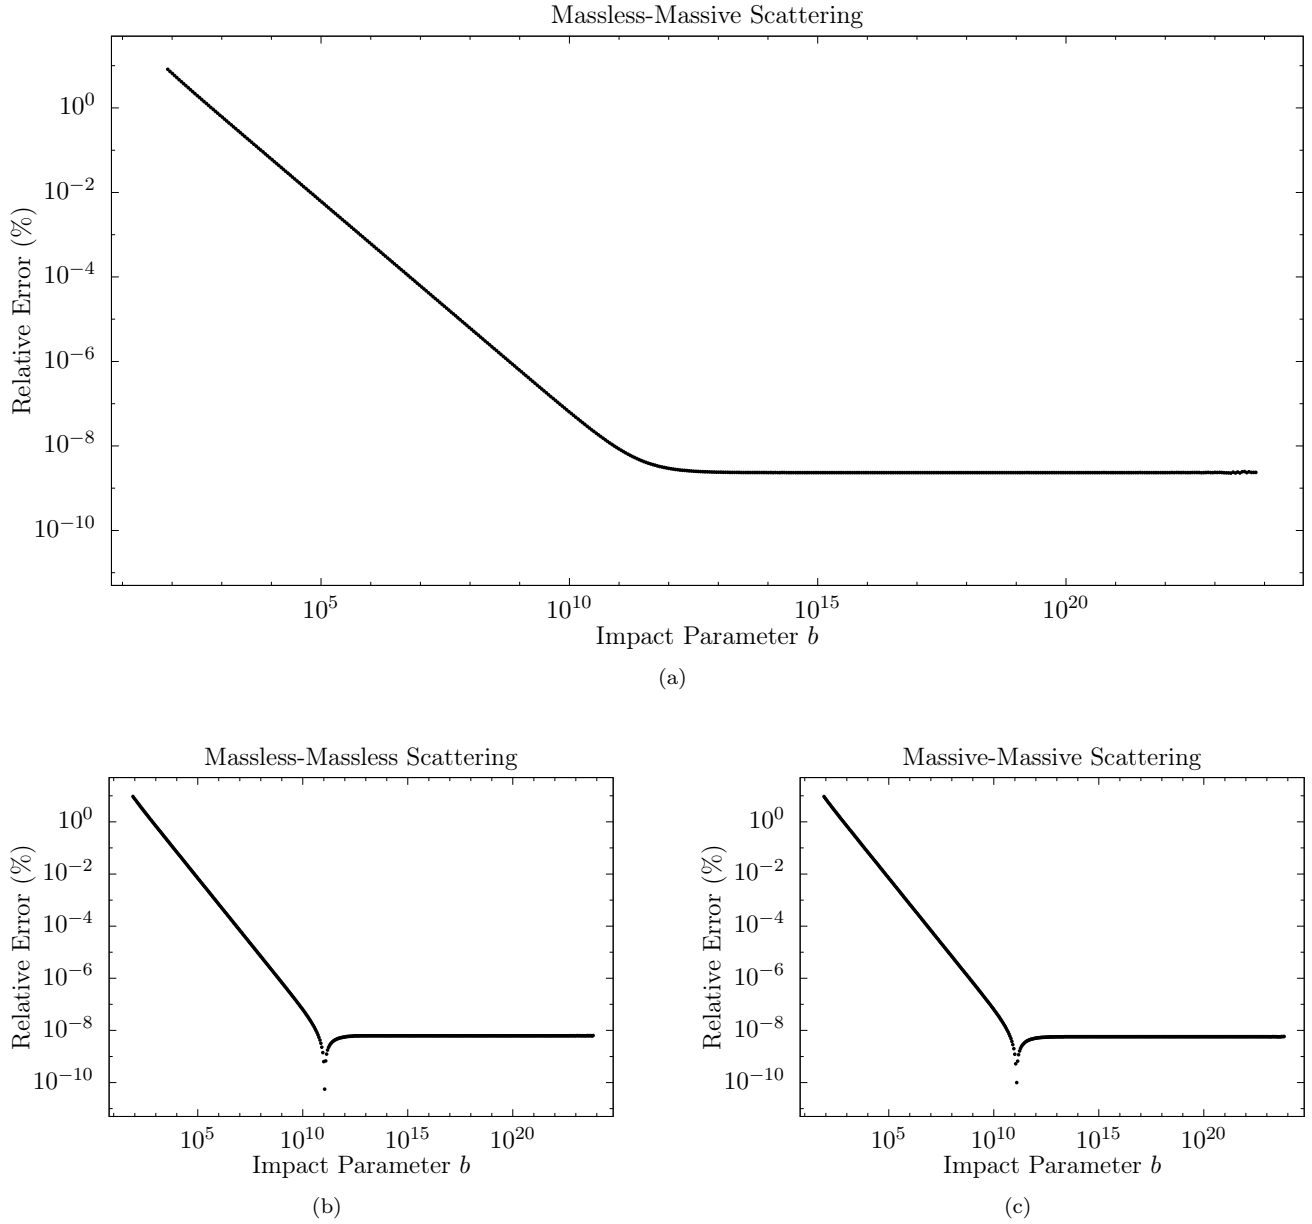 Massless-Massive Scattering
Relative Error (%)
10^0
10^-2
10^-4
10^-6
10^-8
10^-10
10^5 10^10 10^15 10^20
Impact Parameter b
(a)
Massless-Massless Scattering
Relative Error (%)
10^0
10^-2
10^-4
10^-6
10^-8
10^-10
10^5 10^10 10^15 10^20
Impact Parameter b
(b)
Massive-Massive Scattering
Relative Error (%)
10^0
10^-2
10^-4
10^-6
10^-8
10^-10
10^5 10^10 10^15 10^20
Impact Parameter b
(c)